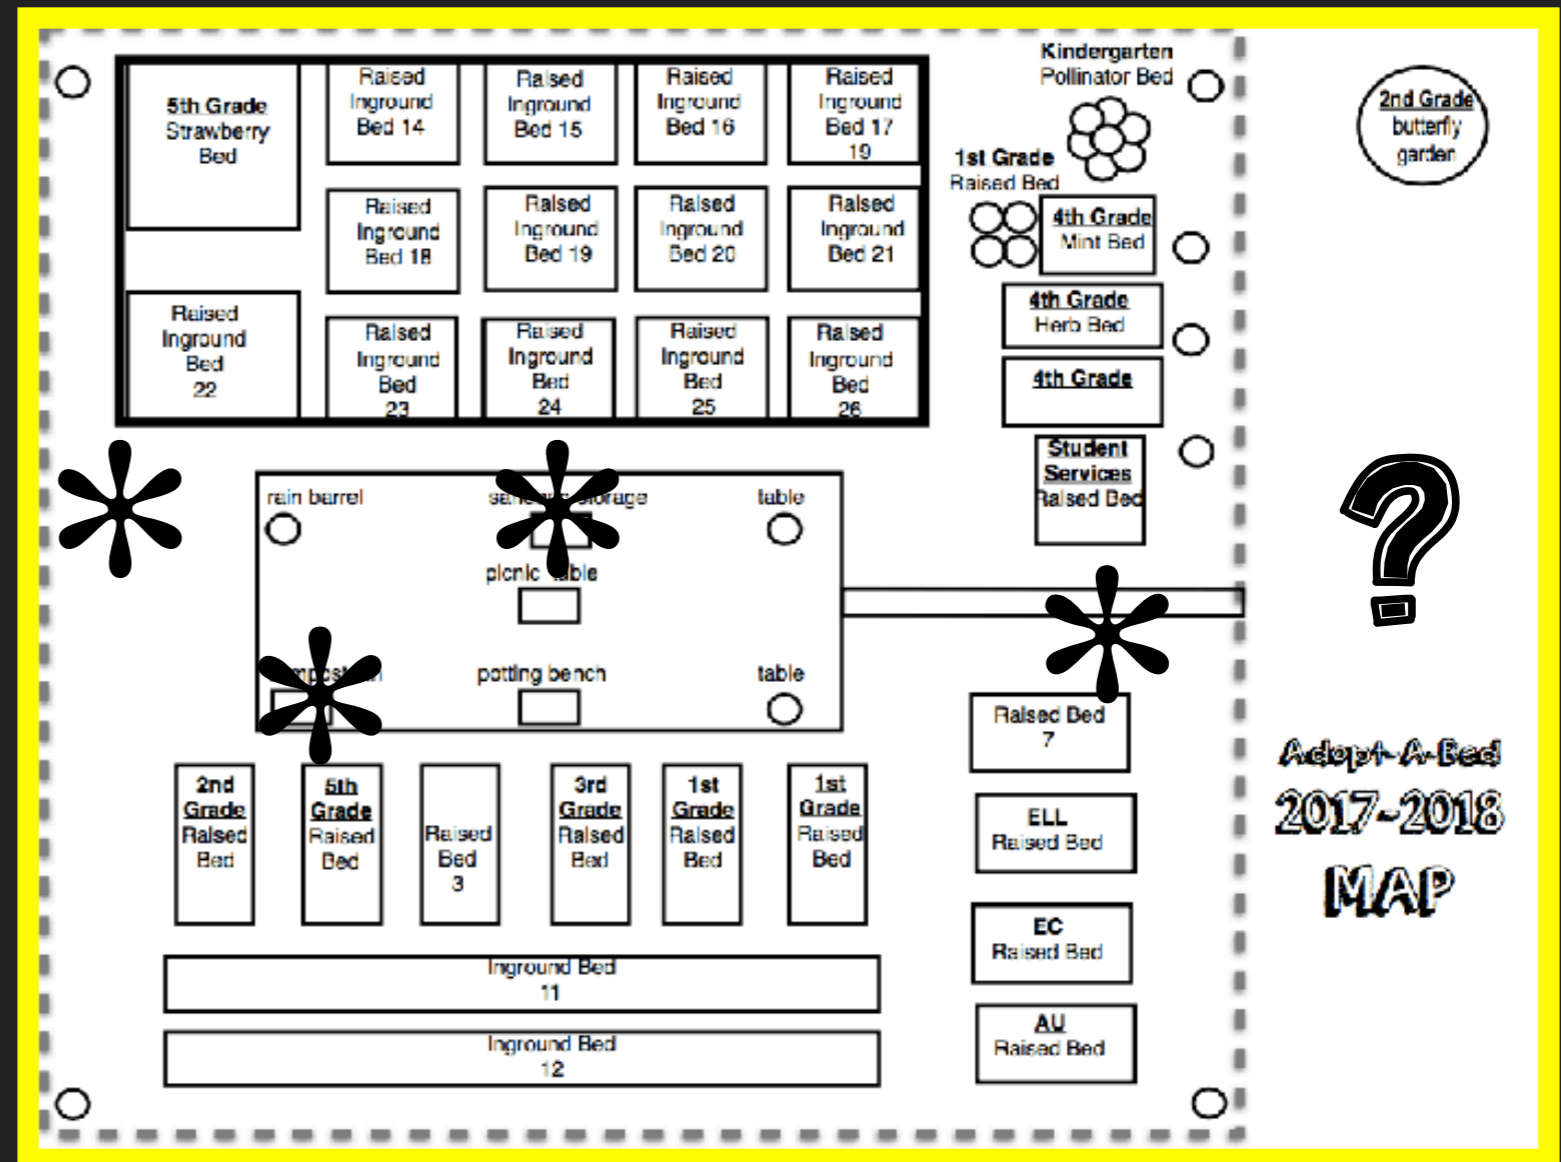 Kindergarten
Pollinator Bed
2nd Grade
butterfly
garden
5th Grade
Strawberry
Bed
Raised
Inground
Bed 14
Raised
Inground
Bed 15
Raised
Inground
Bed 16
Raised
Inground
Bed 17
19
1st Grade
Raised Bed
4th Grade
Mint Bed
Raised
Inground
Bed 18
Raised
Inground
Bed 19
Raised
Inground
Bed 20
Raised
Inground
Bed 21
4th Grade
Herb Bed
Raised
Inground
Bed
22
Raised
Inground
Bed
23
Raised
Inground
Bed
24
Raised
Inground
Bed
25
Raised
Inground
Bed
26
4th Grade
Student
Services
Raised Bed
rain barrel
storage
table
picnic table
?
potting bench
table
Raised Bed
7
Adopt-A-Bed
2017-2018
MAP
2nd
Grade
Raised
Bed
5th
Grade
Raised
Bed
Raised
Bed
3
3rd
Grade
Raised
Bed
1st
Grade
Raised
Bed
1st
Grade
Raised
Bed
ELL
Raised Bed
EC
Raised Bed
Inground Bed
11
AU
Raised Bed
Inground Bed
12